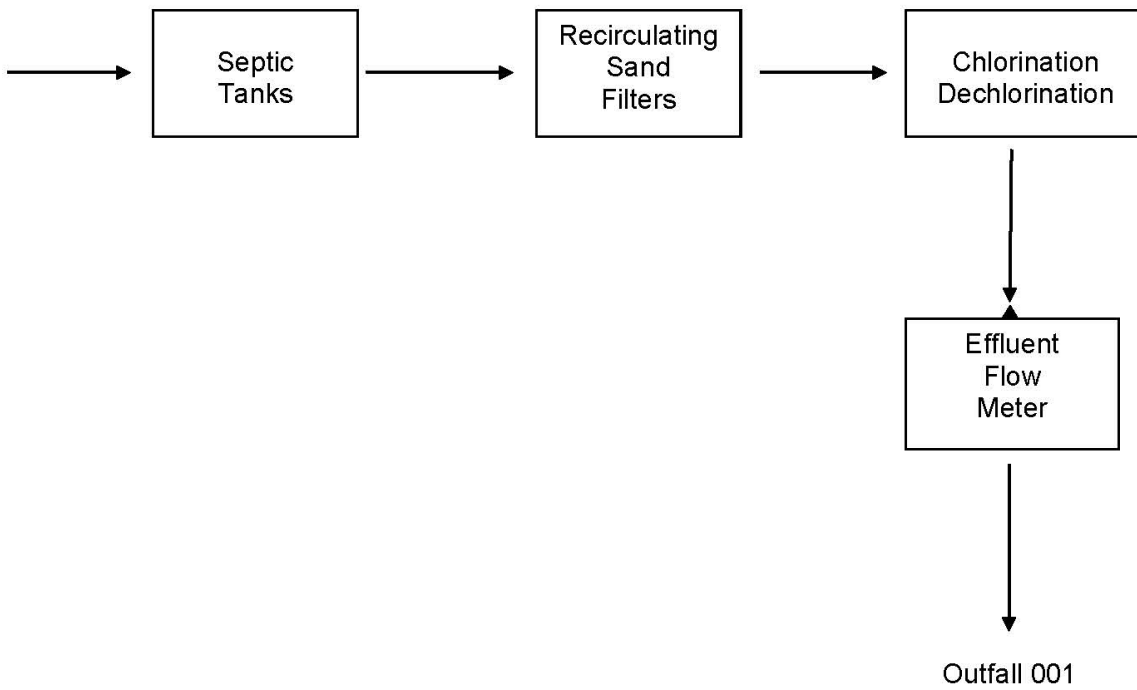 Septic
Tanks
Recirculating
Sand
Filters
Chlorination
Dechlorination
Effluent
Flow
Meter
Outfall 001